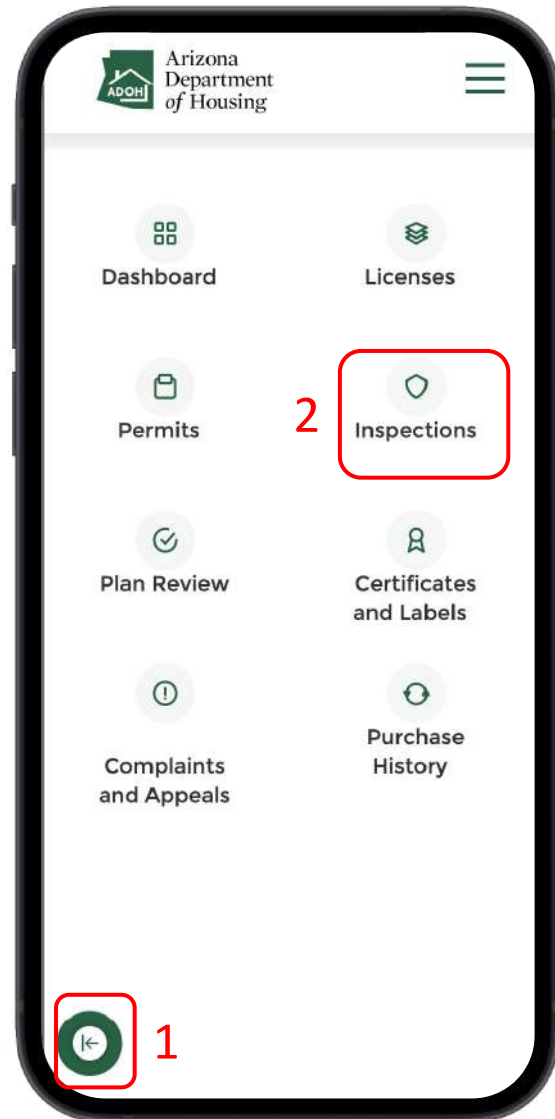 Arizona
Department
of Housing
ADOH
Dashboard
Licenses
Permits
2
Inspections
Plan Review
Certificates
and Labels
Complaints
and Appeals
Purchase
History
1